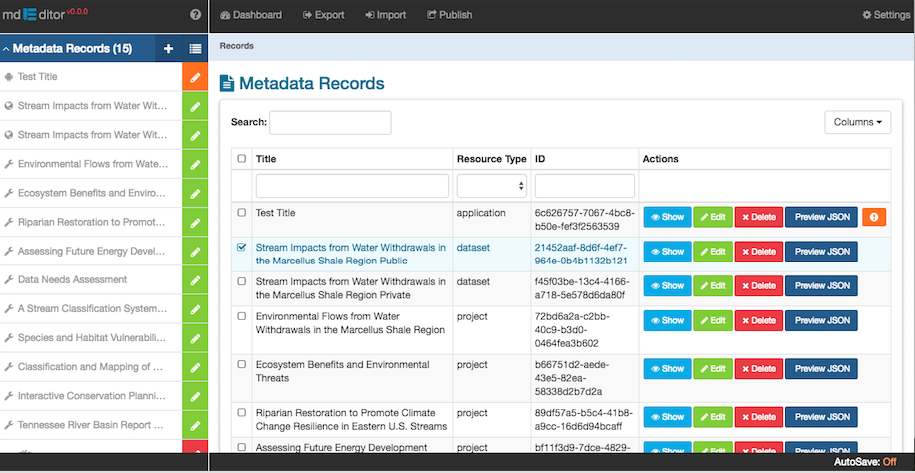 mdEditor v0.0.0
Dashboard Export Import Publish Settings
Metadata Records (15)
Test Title
Stream Impacts from Water Wit...
Stream Impacts from Water Wit...
Environmental Flows from Wate...
Ecosystem Benefits and Enviro...
Riparian Restoration to Promot...
Assessing Future Energy Devel...
Data Needs Assessment
A Stream Classification System...
Species and Habitat Vulnerabili...
Classification and Mapping of ...
Interactive Conservation Planni...
Tennessee River Basin Report ...
Records
Metadata Records
Search:
Columns
Title Resource Type ID Actions
Test Title application 6c626757-7067-4bc8-
b50e-fef3f2563539
Show Edit Delete Preview JSON
Stream Impacts from Water Withdrawals in dataset 21452aaf-8d6f-4ef7-
the Marcellus Shale Region Public 964e-0b4b1132b121
Show Edit Delete Preview JSON
Stream Impacts from Water Withdrawals in dataset f45f03be-13c4-4166-
the Marcellus Shale Region Private a718-5e578d6da80f
Show Edit Delete Preview JSON
Environmental Flows from Water project 72bd6a2a-c2bb-
Withdrawals in the Marcellus Shale Region 40c9-b3d0-
0464fea3b602
Show Edit Delete Preview JSON
Ecosystem Benefits and Environmental project b66751d2-aede-
Threats 43e5-82ea-
58338d2b7d2a
Show Edit Delete Preview JSON
Riparian Restoration to Promote Climate project 89df57a5-b5c4-41b8-
Change Resilience in Eastern U.S. Streams a9cc-16d6d94bcaff
Show Edit Delete Preview JSON
Assessing Future Energy Development project bf11f3d9-7dce-4829-
Show Edit Delete Preview JSON
AutoSave: Off